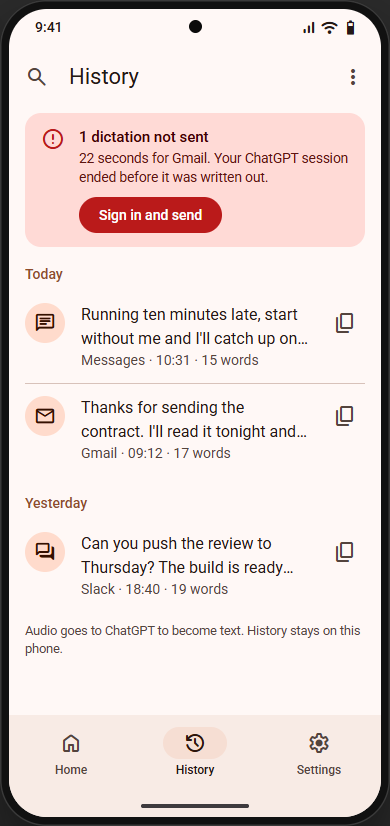 9:41
History
1 dictation not sent
22 seconds for Gmail. Your ChatGPT session
ended before it was written out.
Sign in and send
Today
Running ten minutes late, start
without me and I'll catch up on…
Messages · 10:31 · 15 words
Thanks for sending the
contract. I'll read it tonight and…
Gmail · 09:12 · 17 words
Yesterday
Can you push the review to
Thursday? The build is ready…
Slack · 18:40 · 19 words
Audio goes to ChatGPT to become text. History stays on this
phone.
Home
History
Settings